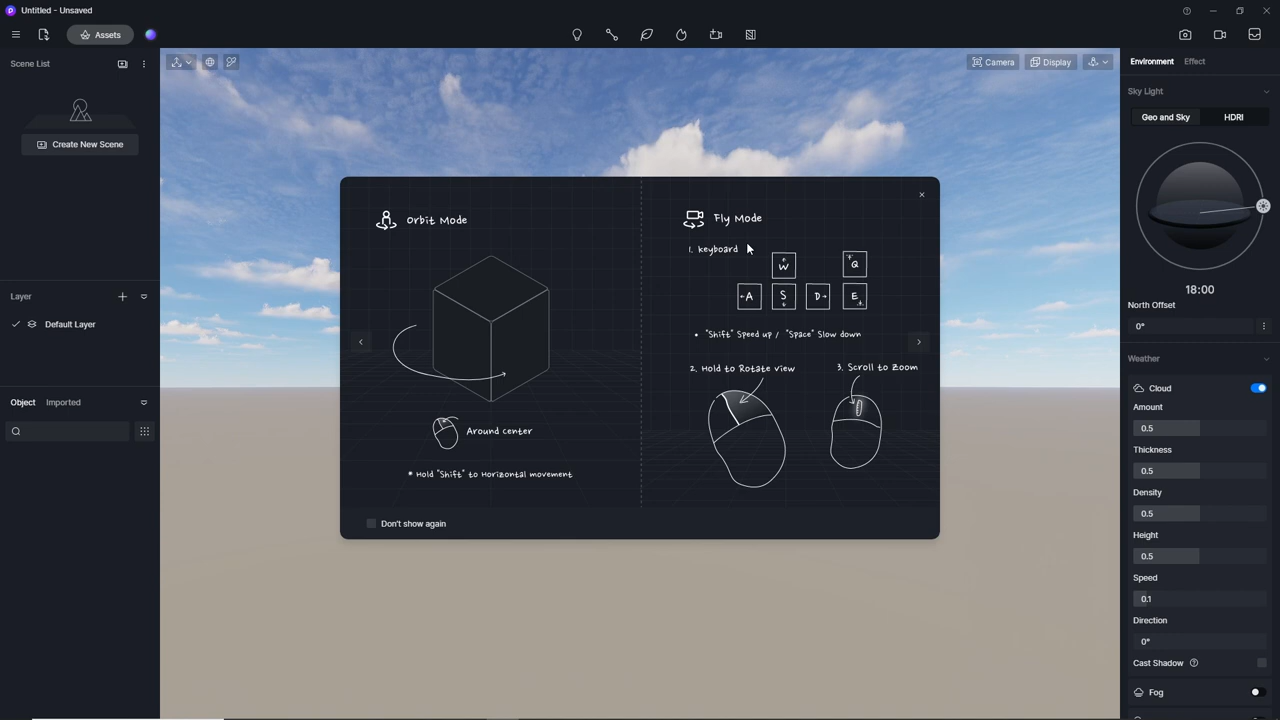 Untitled - Unsaved
Assets
Scene List
Create New Scene
Layer
Default Layer
Object Imported
Camera
Display
Orbit Mode
Around center
* Hold "Shift" to Horizontal movement
Fly Mode
1. Keyboard
W
Q
A
S
D
E
• "Shift" Speed up / "Space" Slow down
2. Hold to Rotate view
3. Scroll to Zoom
Don't show again
Environment Effect
Sky Light
Geo and Sky HDRI
18:00
North Offset
0°
Weather
Cloud
Amount
0.5
Thickness
0.5
Density
0.5
Height
0.5
Speed
0.1
Direction
0°
Cast Shadow
Fog